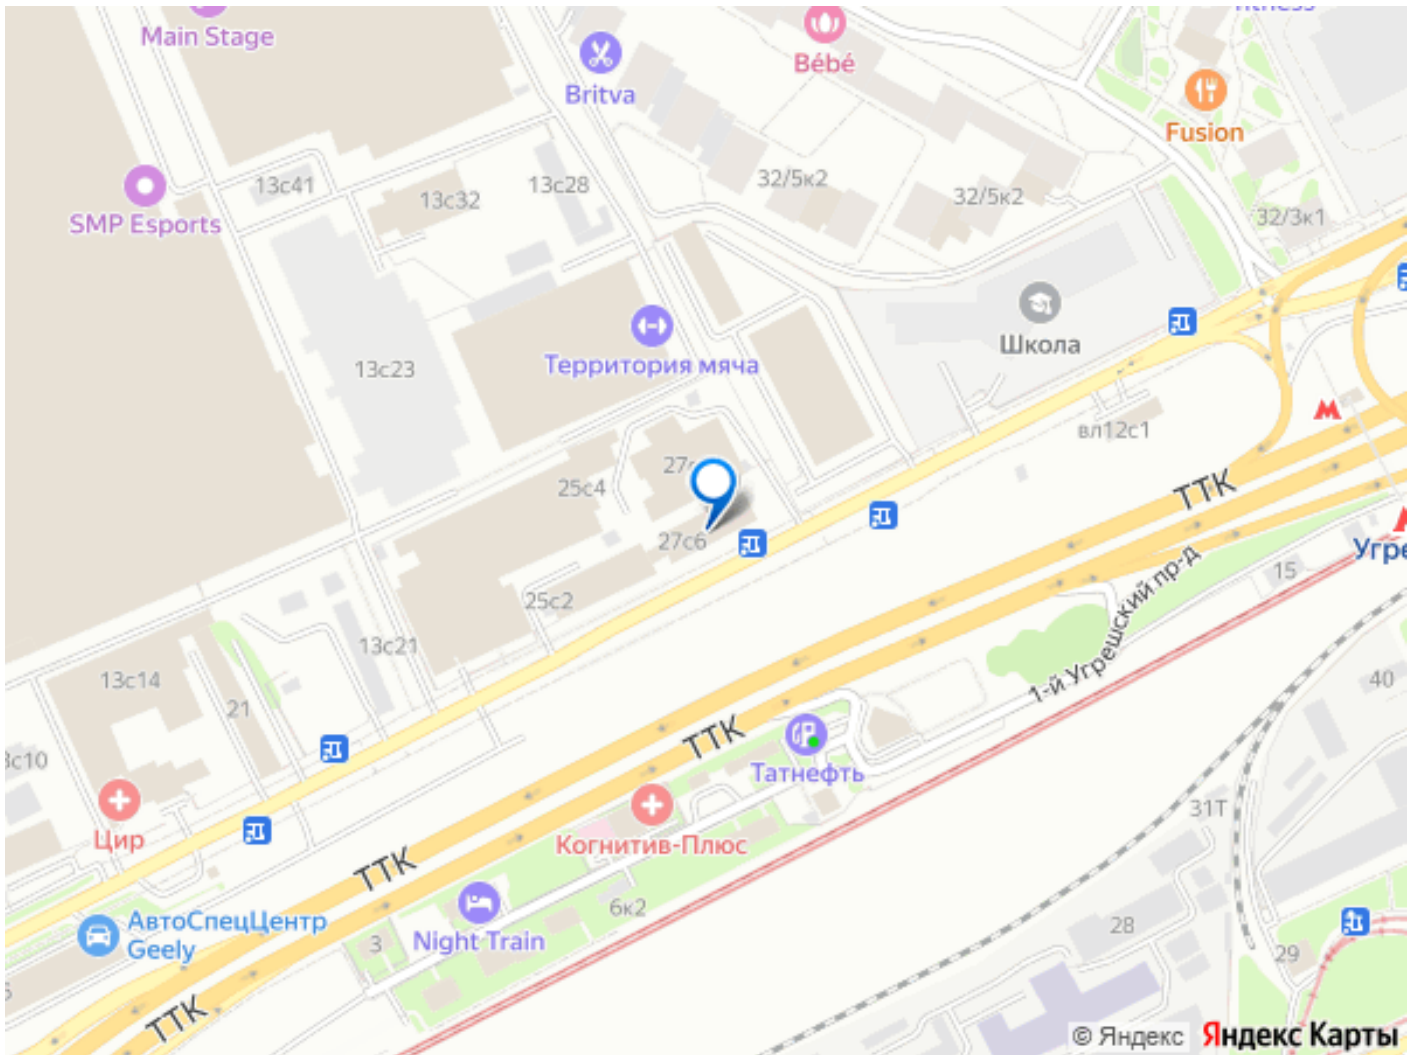 Main Stage
Britva
Bébé
fitness
Fusion
SMP Esports
13с41
13с32
13с28
32/5к2
32/5к2
32/3к1
Территория мяча
13с23
Школа
вл12с1
25с4
27с6
25с2
ТТК
1-й Угрешский пр-д
15
13с21
13с14
21
40
ТТК
Татнефть
31Т
Цир
Когнитив-Плюс
ТТК
6к2
АвтоСпецЦентр
Geely
Night Train
3
28
29
ТТК
© Яндекс Яндекс Карты